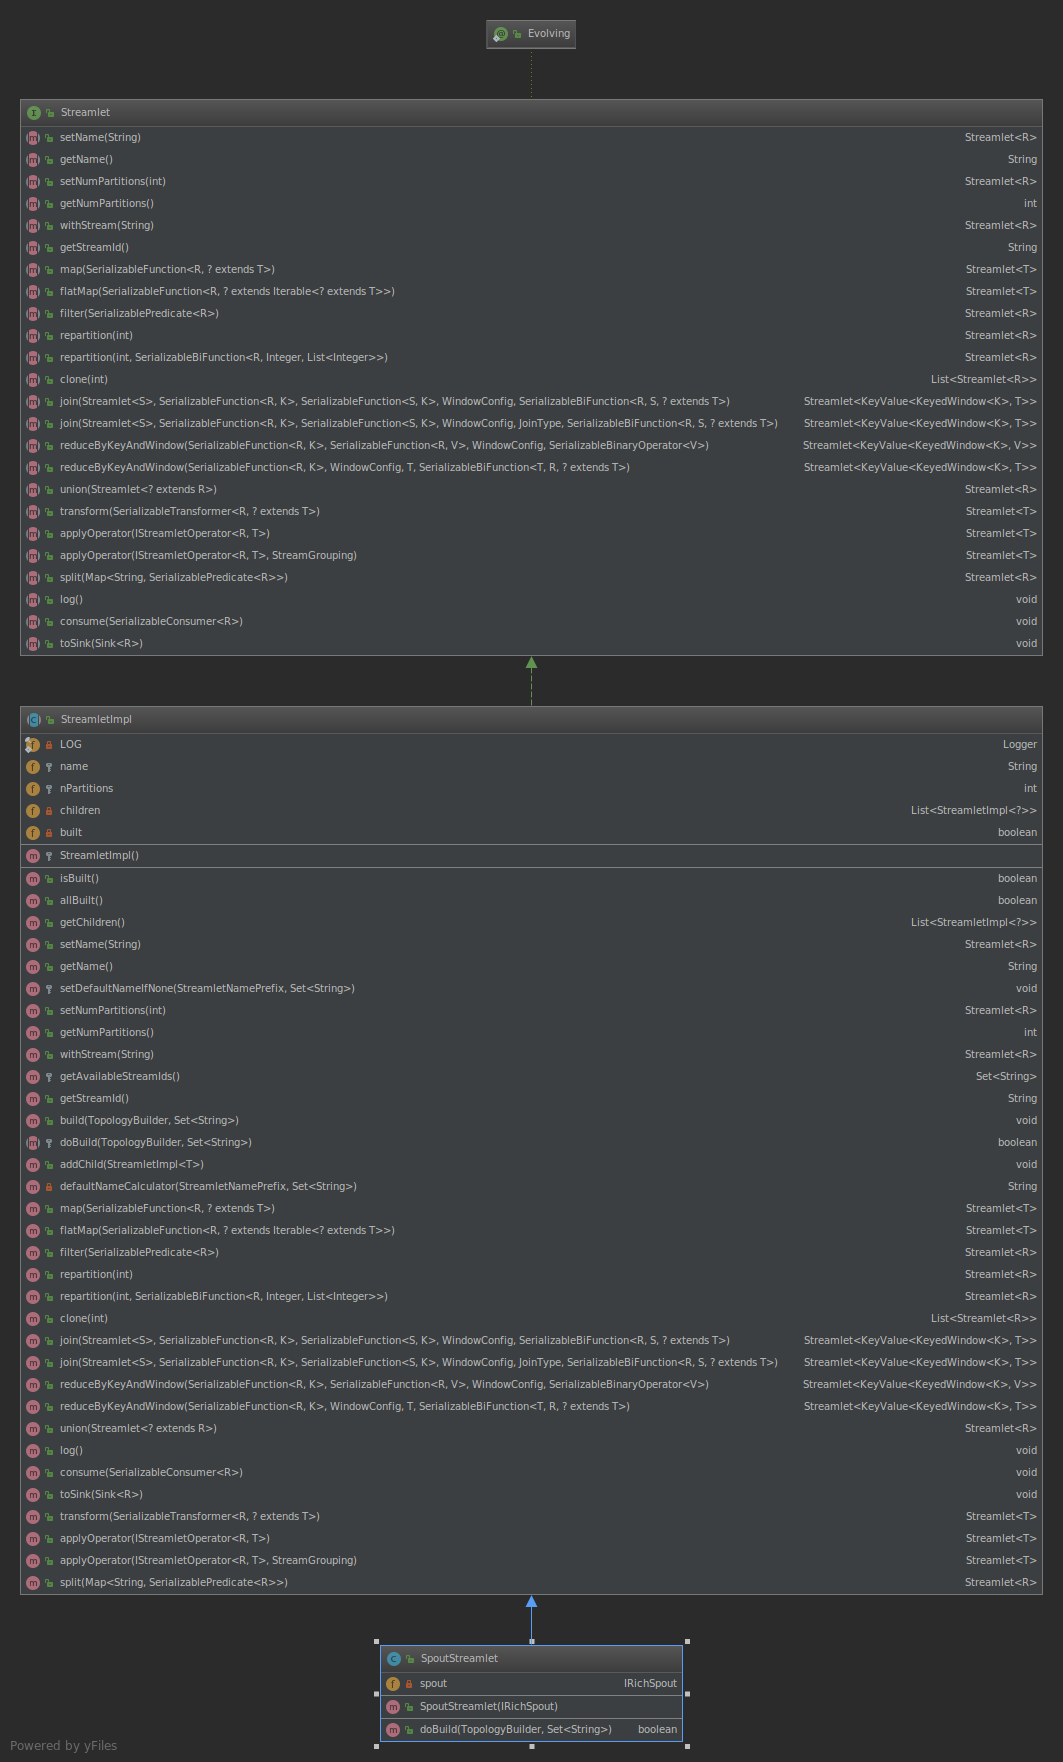 Evolving
Streamlet
setName(String) Streamlet<R>
getName() String
setNumPartitions(int) Streamlet<R>
getNumPartitions() int
withStream(String) Streamlet<R>
getStreamId() String
map(SerializableFunction<R, ? extends T>) Streamlet<T>
flatMap(SerializableFunction<R, ? extends Iterable<? extends T>>) Streamlet<T>
filter(SerializablePredicate<R>) Streamlet<R>
repartition(int) Streamlet<R>
repartition(int, SerializableBiFunction<R, Integer, List<Integer>>) Streamlet<R>
clone(int) List<Streamlet<R>>
join(Streamlet<S>, SerializableFunction<R, K>, SerializableFunction<S, K>, WindowConfig, SerializableBiFunction<R, S, ? extends T>) Streamlet<KeyValue<KeyedWindow<K>, T>>
join(Streamlet<S>, SerializableFunction<R, K>, SerializableFunction<S, K>, WindowConfig, JoinType, SerializableBiFunction<R, S, ? extends T>) Streamlet<KeyValue<KeyedWindow<K>, T>>
reduceByKeyAndWindow(SerializableFunction<R, K>, SerializableFunction<R, V>, WindowConfig, SerializableBinaryOperator<V>) Streamlet<KeyValue<KeyedWindow<K>, V>>
reduceByKeyAndWindow(SerializableFunction<R, K>, WindowConfig, T, SerializableBiFunction<T, R, ? extends T>) Streamlet<KeyValue<KeyedWindow<K>, T>>
union(Streamlet<? extends R>) Streamlet<R>
transform(SerializableTransformer<R, ? extends T>) Streamlet<T>
applyOperator(IStreamletOperator<R, T>) Streamlet<T>
applyOperator(IStreamletOperator<R, T>, StreamGrouping) Streamlet<T>
split(Map<String, SerializablePredicate<R>>) Streamlet<R>
log() void
consume(SerializableConsumer<R>) void
toSink(Sink<R>) void
StreamletImpl
LOG Logger
name String
nPartitions int
children List<StreamletImpl<?>>
built boolean
StreamletImpl()
isBuilt() boolean
allBuilt() boolean
getChildren() List<StreamletImpl<?>>
setName(String) Streamlet<R>
getName() String
setDefaultNameIfNone(StreamletNamePrefix, Set<String>) void
setNumPartitions(int) Streamlet<R>
getNumPartitions() int
withStream(String) Streamlet<R>
getAvailableStreamIds() Set<String>
getStreamId() String
build(TopologyBuilder, Set<String>) void
doBuild(TopologyBuilder, Set<String>) boolean
addChild(StreamletImpl<T>) void
defaultNameCalculator(StreamletNamePrefix, Set<String>) String
map(SerializableFunction<R, ? extends T>) Streamlet<T>
flatMap(SerializableFunction<R, ? extends Iterable<? extends T>>) Streamlet<T>
filter(SerializablePredicate<R>) Streamlet<R>
repartition(int) Streamlet<R>
repartition(int, SerializableBiFunction<R, Integer, List<Integer>>) Streamlet<R>
clone(int) List<Streamlet<R>>
join(Streamlet<S>, SerializableFunction<R, K>, SerializableFunction<S, K>, WindowConfig, SerializableBiFunction<R, S, ? extends T>) Streamlet<KeyValue<KeyedWindow<K>, T>>
join(Streamlet<S>, SerializableFunction<R, K>, SerializableFunction<S, K>, WindowConfig, JoinType, SerializableBiFunction<R, S, ? extends T>) Streamlet<KeyValue<KeyedWindow<K>, T>>
reduceByKeyAndWindow(SerializableFunction<R, K>, SerializableFunction<R, V>, WindowConfig, SerializableBinaryOperator<V>) Streamlet<KeyValue<KeyedWindow<K>, V>>
reduceByKeyAndWindow(SerializableFunction<R, K>, WindowConfig, T, SerializableBiFunction<T, R, ? extends T>) Streamlet<KeyValue<KeyedWindow<K>, T>>
union(Streamlet<? extends R>) Streamlet<R>
log() void
consume(SerializableConsumer<R>) void
toSink(Sink<R>) void
transform(SerializableTransformer<R, ? extends T>) Streamlet<T>
applyOperator(IStreamletOperator<R, T>) Streamlet<T>
applyOperator(IStreamletOperator<R, T>, StreamGrouping) Streamlet<T>
split(Map<String, SerializablePredicate<R>>) Streamlet<R>
SpoutStreamlet
spout IRichSpout
SpoutStreamlet(IRichSpout)
doBuild(TopologyBuilder, Set<String>) boolean
Powered by yFiles